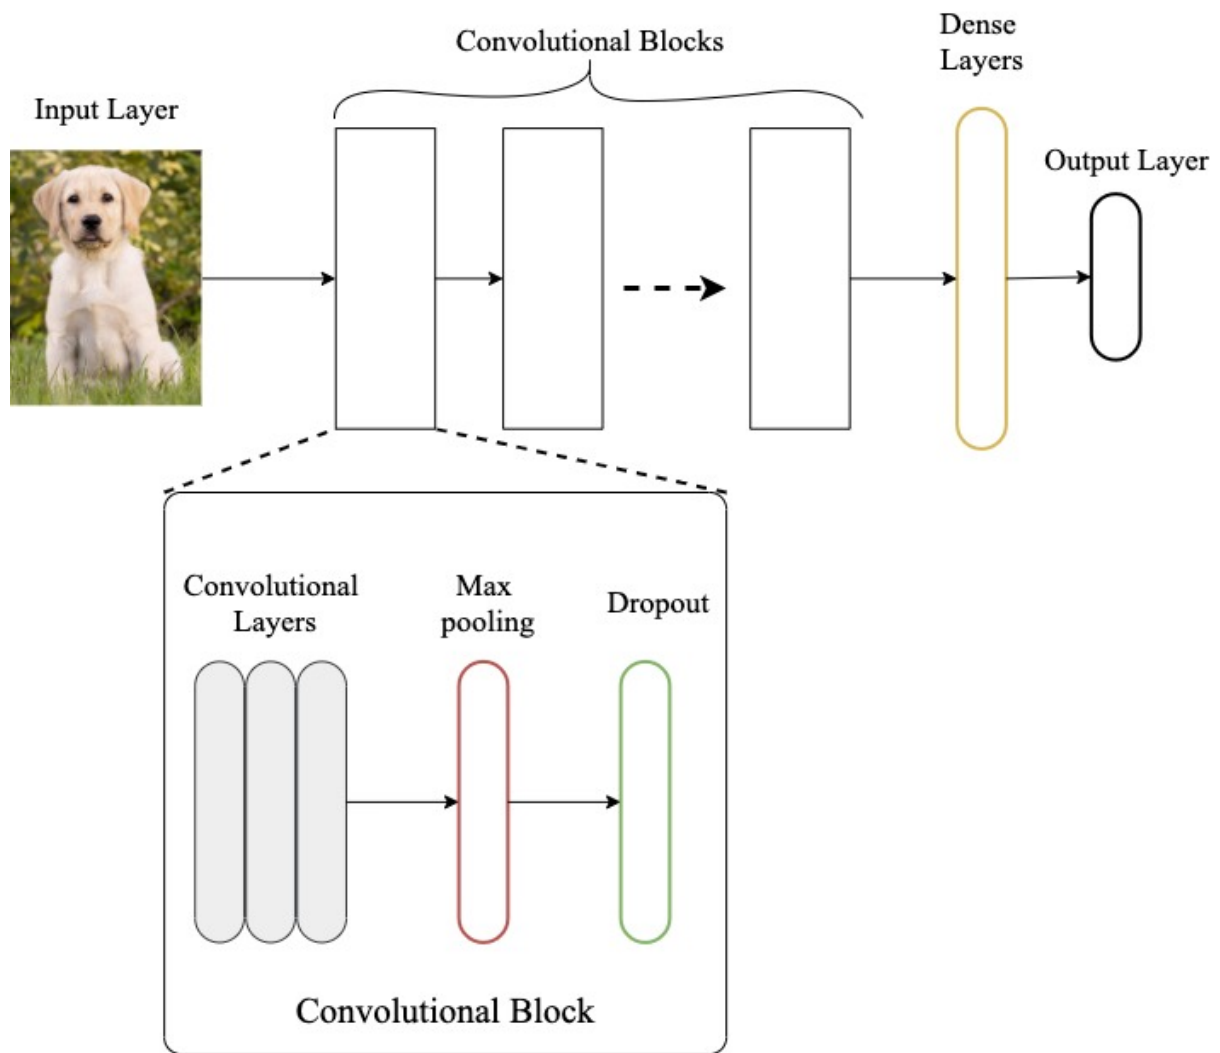 Convolutional Blocks
Dense
Layers
Input Layer
Output Layer
Convolutional
Layers
Max
pooling
Dropout
Convolutional Block